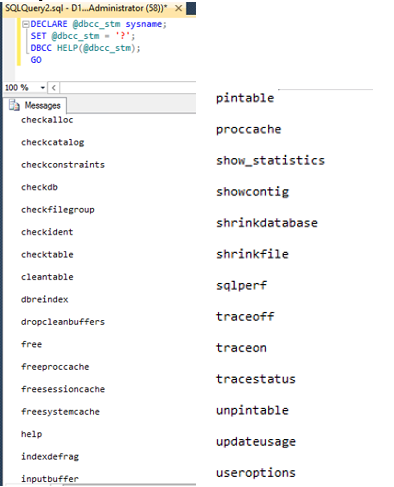 SQLQuery2.sql - D1...Administrator (58))*
DECLARE @dbcc_stm sysname;
SET @dbcc_stm = '?';
DBCC HELP(@dbcc_stm);
GO
100 %
Messages
checkalloc
checkcatalog
checkconstraints
checkdb
checkfilegroup
checkident
checktable
cleantable
dbreindex
dropcleanbuffers
free
freeproccache
freesessioncache
freesystemcache
help
indexdefrag
inputbuffer
pintable
proccache
show_statistics
showcontig
shrinkdatabase
shrinkfile
sqlperf
traceoff
traceon
tracestatus
unpintable
updateusage
useroptions